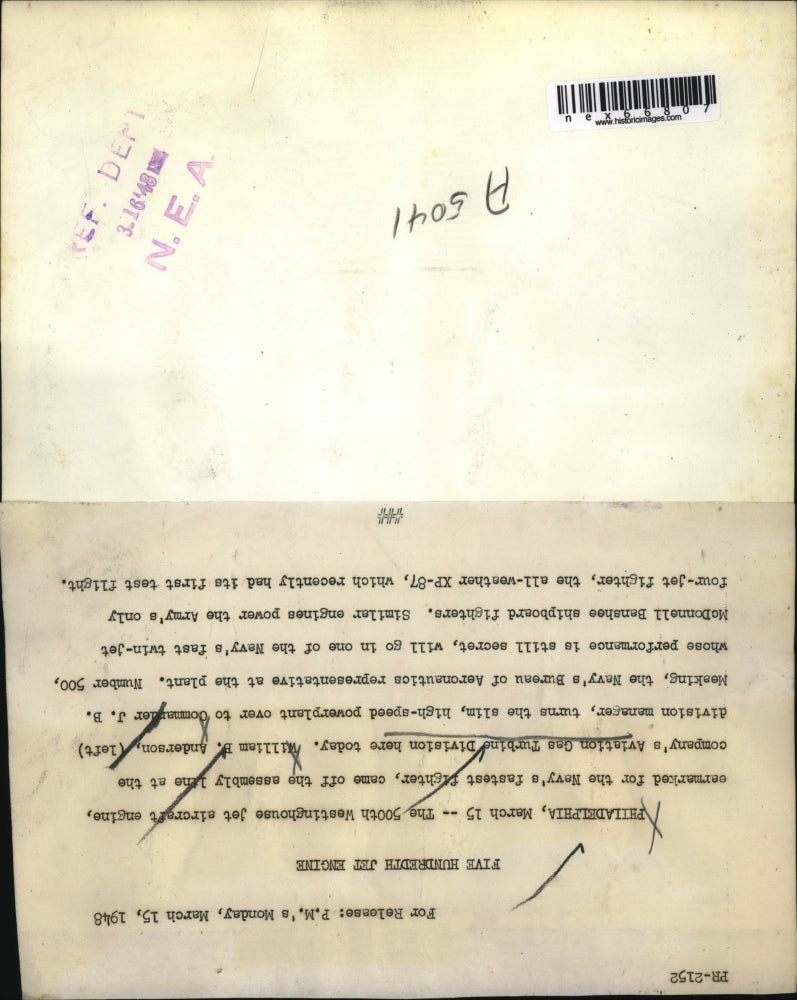 nex66807
www.historicimages.com
REF. DEPT
3-16-48
N. E. A.
A 5041
PR-2152
For Release: P.M.'s Monday, March 15, 1948
FIVE HUNDREDTH JET ENGINE
PHILADELPHIA, March 15 -- The 500th Westinghouse jet aircraft engine,
earmarked for the Navy's fastest fighter, came off the assembly line at the
company's Aviation Gas Turbine Division here today. William B. Anderson, (left)
division manager, turns the slim, high-speed powerplant over to Commander J. B.
Meaking, the Navy's Bureau of Aeronautics representative at the plant. Number 500,
whose performance is still secret, will go in one of the Navy's fast twin-jet
McDonnell Banshee shipboard fighters. Similar engines power the Army's only
four-jet fighter, the all-weather XP-87, which recently had its first test flight.
###